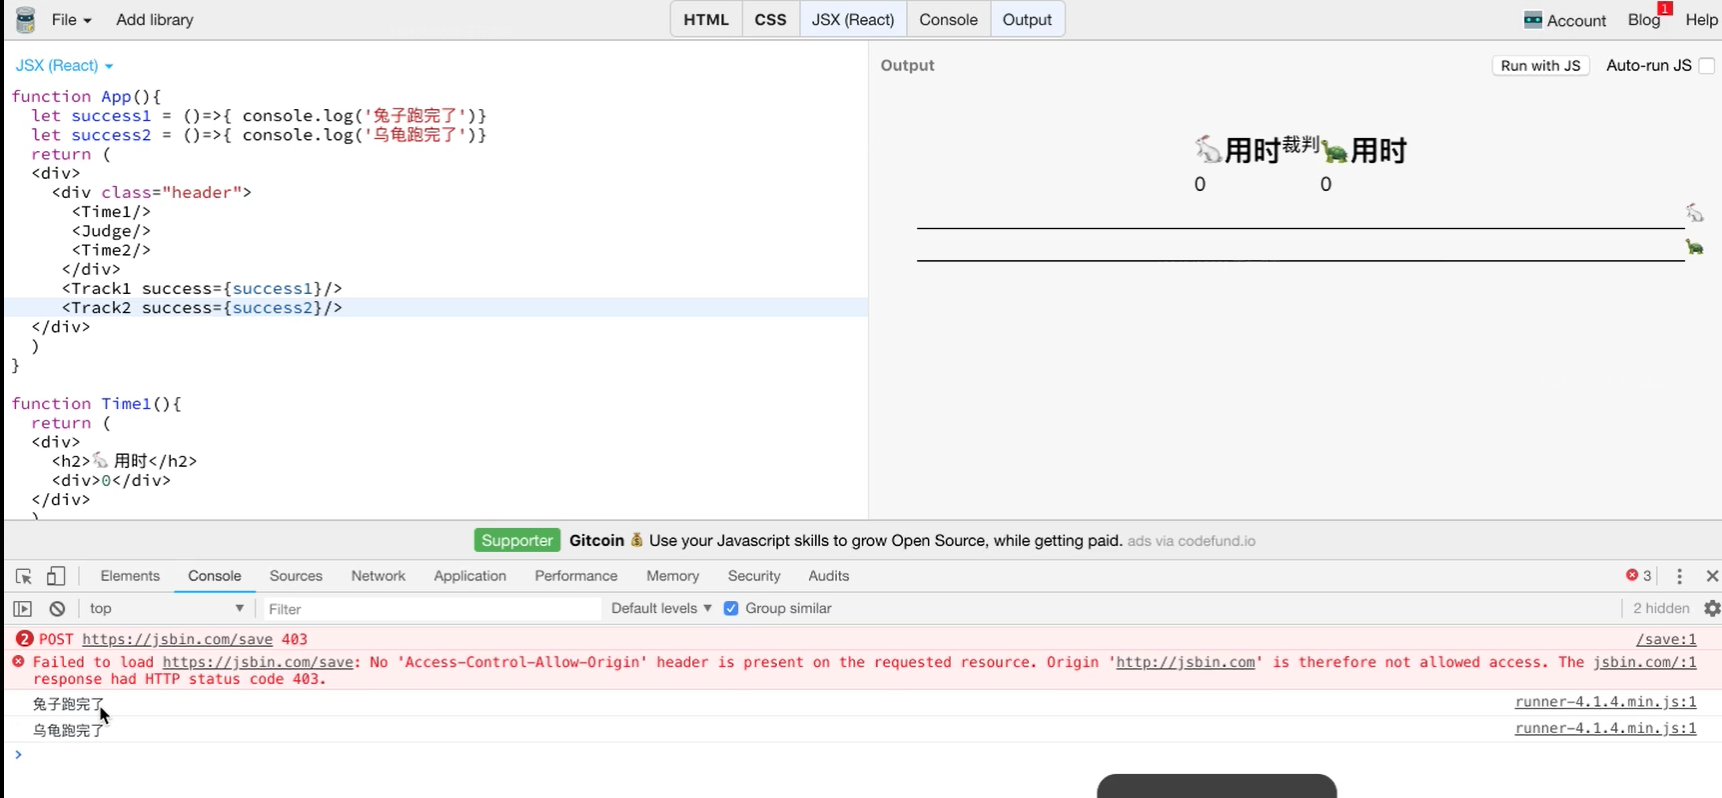 File Add library HTML CSS JSX (React) Console Output Account Blog 1 Help
JSX (React)
function App(){
let success1 = ()=>{ console.log('兔子跑完了')}
let success2 = ()=>{ console.log('乌龟跑完了')}
return (
<div>
<div class="header">
<Time1/>
<Judge/>
<Time2/>
</div>
<Track1 success={success1}/>
<Track2 success={success2}/>
</div>
)
}
function Time1(){
return (
<div>
<h2>🐇 用时</h2>
<div>0</div>
</div>
)
Output Run with JS Auto-run JS
🐇用时裁判🐢用时
0 0
🐇
🐢
Supporter Gitcoin 💰 Use your Javascript skills to grow Open Source, while getting paid. ads via codefund.io
Elements Console Sources Network Application Performance Memory Security Audits 3
top Filter Default levels Group similar 2 hidden
2 POST https://jsbin.com/save 403 /save:1
Failed to load https://jsbin.com/save: No 'Access-Control-Allow-Origin' header is present on the requested resource. Origin 'http://jsbin.com' is therefore not allowed access. The jsbin.com/:1
response had HTTP status code 403.
兔子跑完了 runner-4.1.4.min.js:1
乌龟跑完了 runner-4.1.4.min.js:1
>